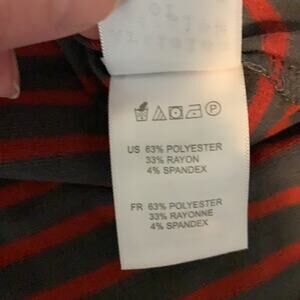 P
US 63% POLYESTER
33% RAYON
4% SPANDEX
FR 63% POLYESTER
33% RAYONNE
4% SPANDEX